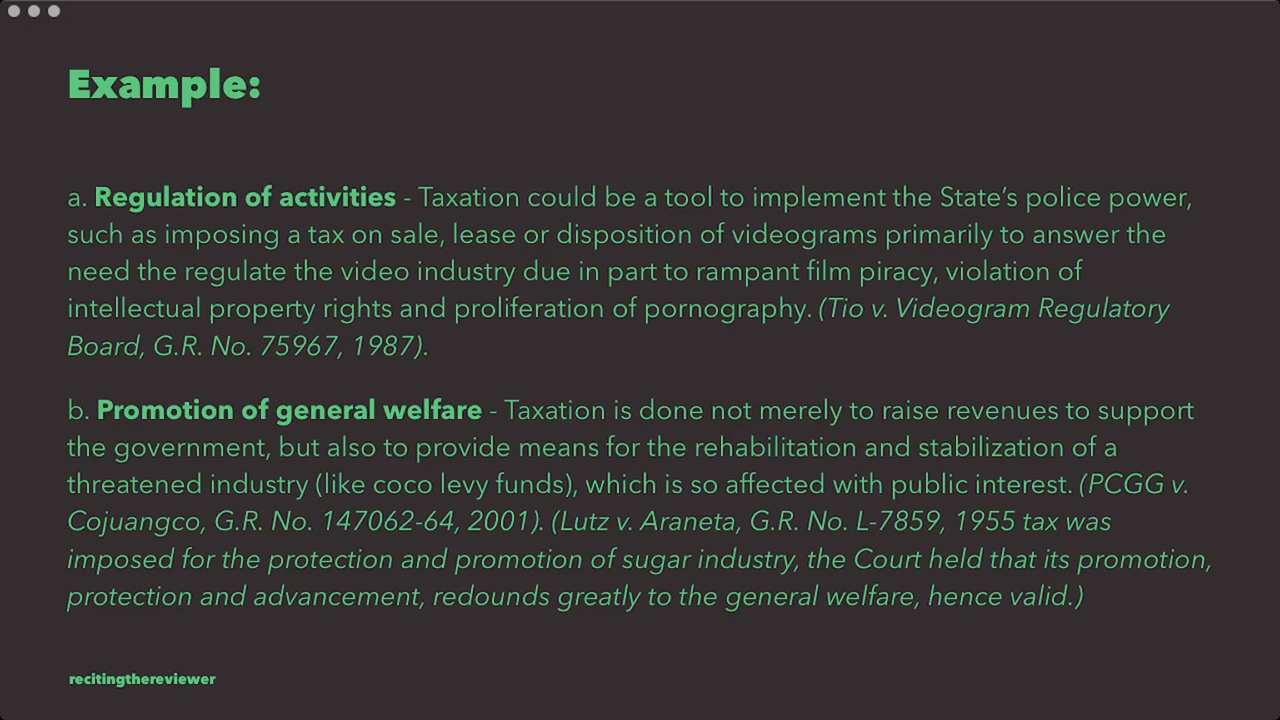 Example:
a. Regulation of activities - Taxation could be a tool to implement the State’s police power,
such as imposing a tax on sale, lease or disposition of videograms primarily to answer the
need the regulate the video industry due in part to rampant film piracy, violation of
intellectual property rights and proliferation of pornography. (Tio v. Videogram Regulatory
Board, G.R. No. 75967, 1987).
b. Promotion of general welfare - Taxation is done not merely to raise revenues to support
the government, but also to provide means for the rehabilitation and stabilization of a
threatened industry (like coco levy funds), which is so affected with public interest. (PCGG v.
Cojuangco, G.R. No. 147062-64, 2001). (Lutz v. Araneta, G.R. No. L-7859, 1955 tax was
imposed for the protection and promotion of sugar industry, the Court held that its promotion,
protection and advancement, redounds greatly to the general welfare, hence valid.)
recitingthereviewer